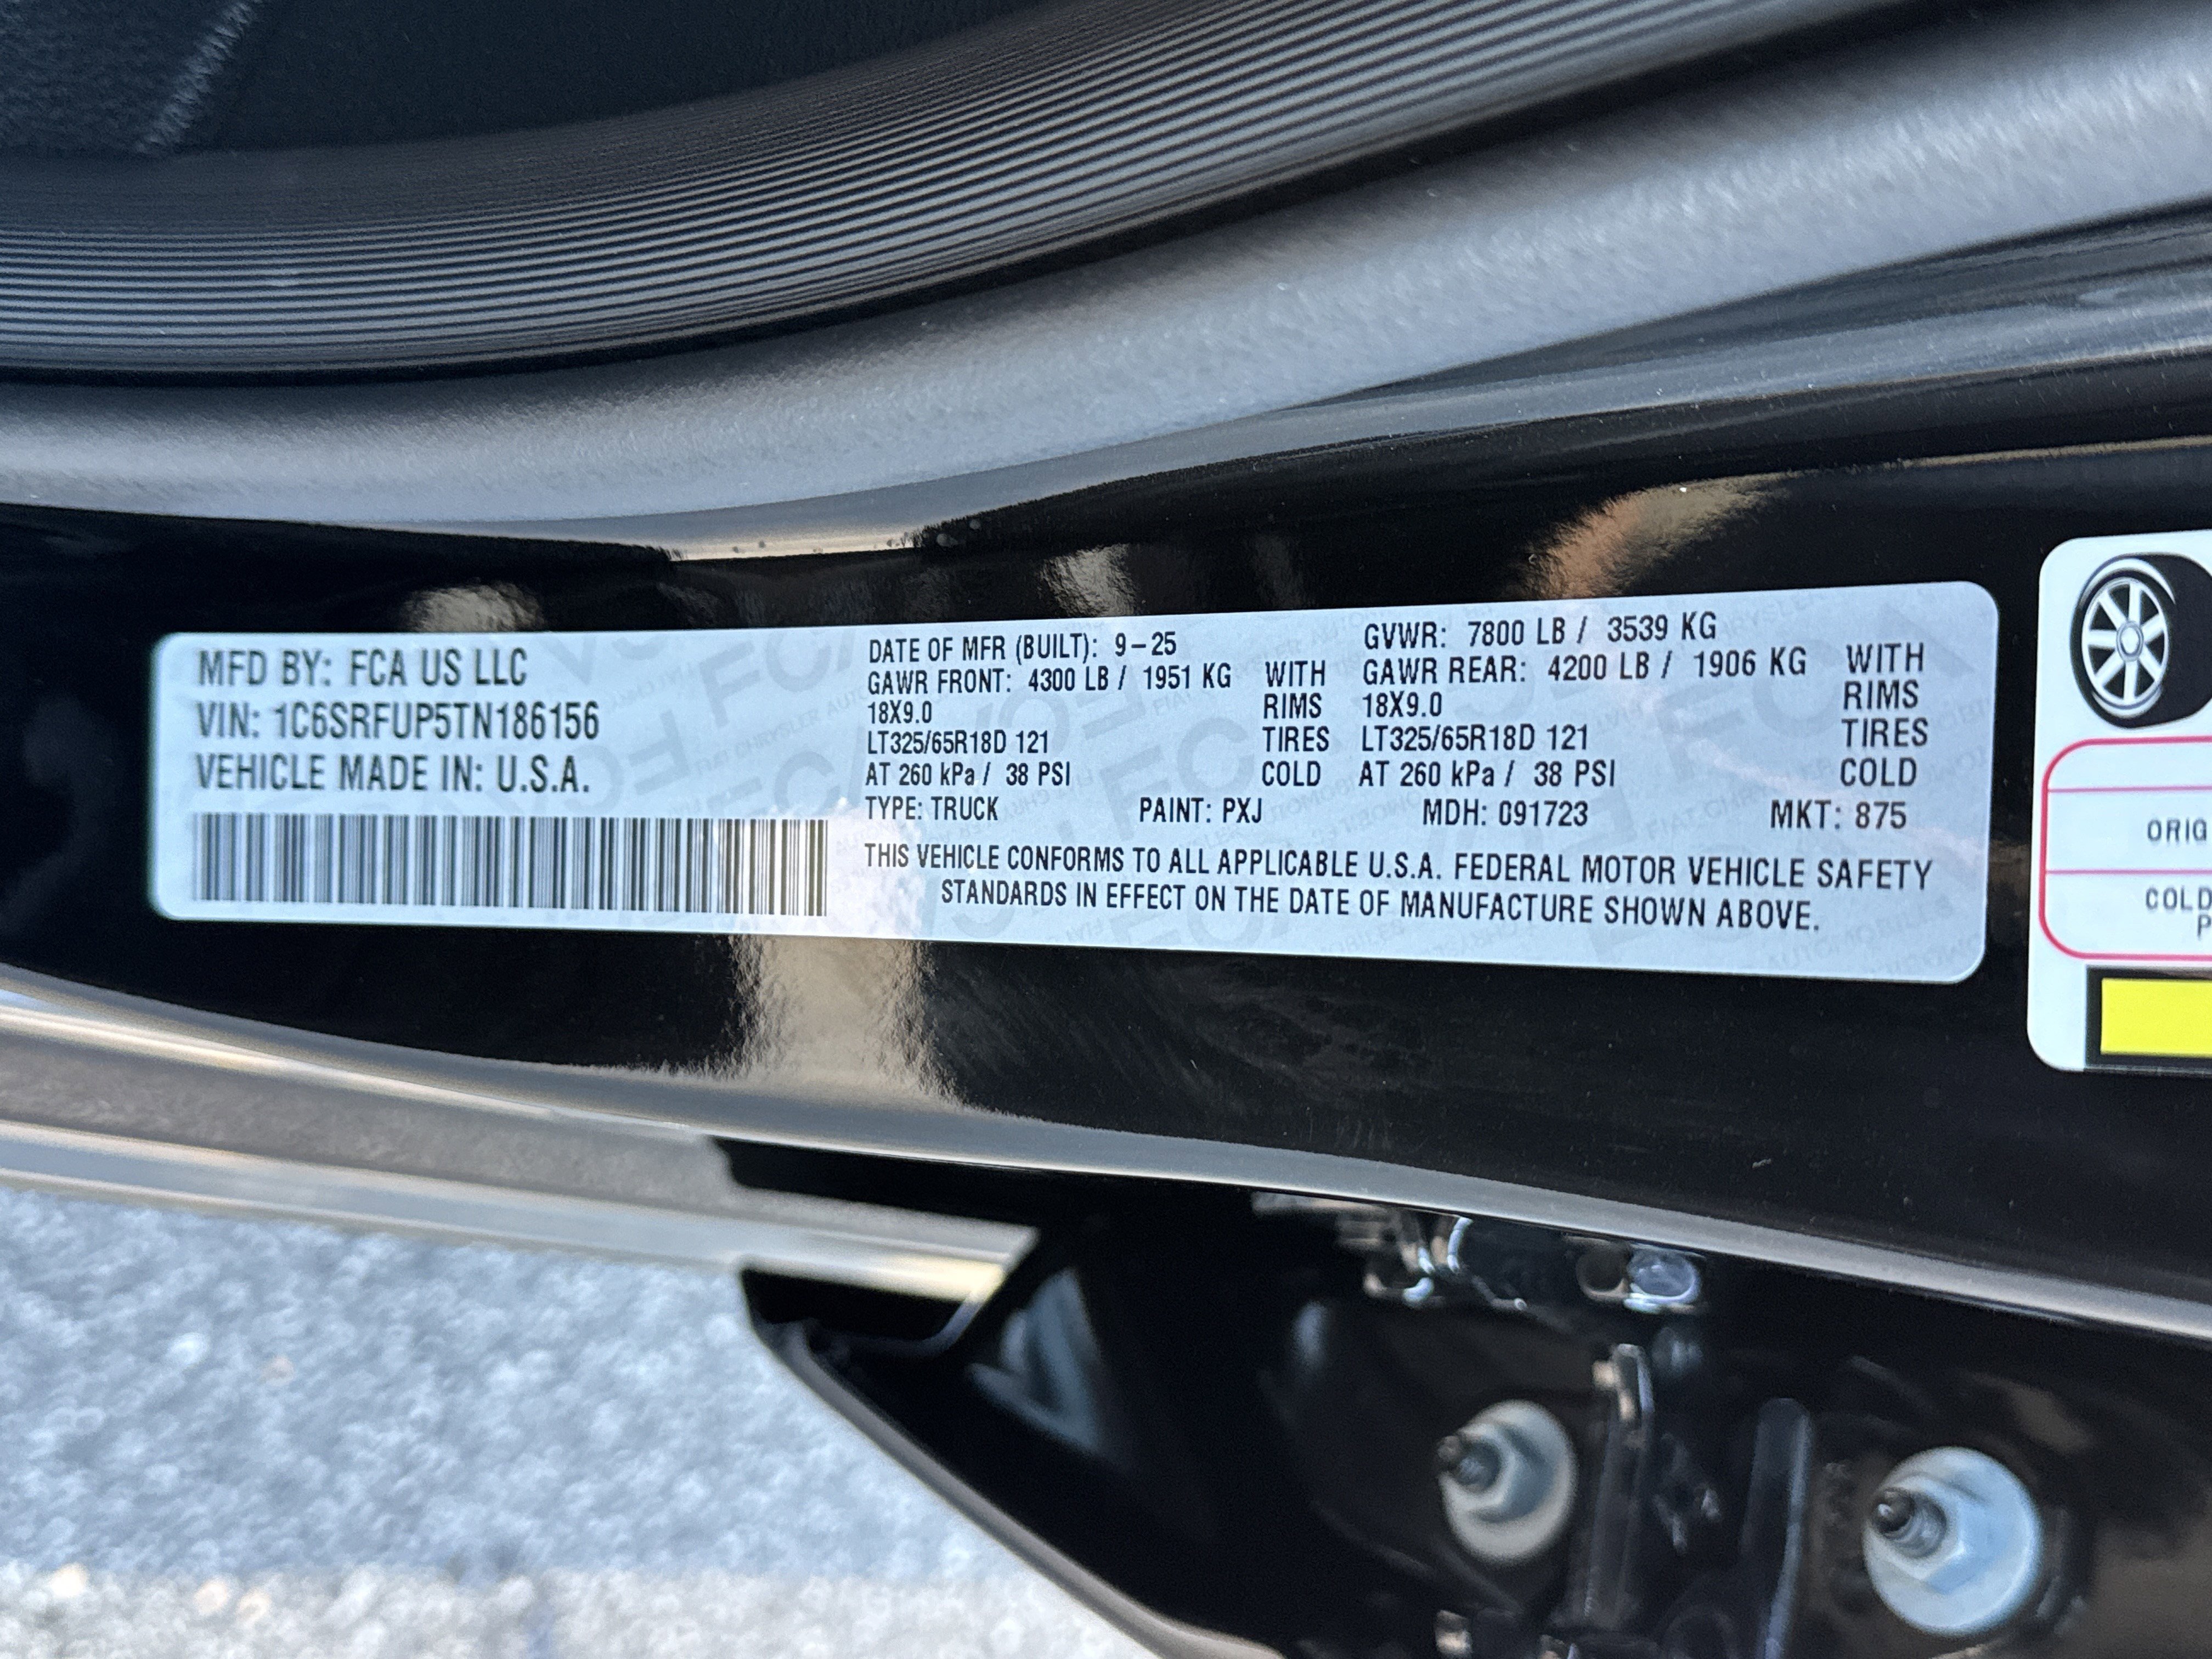 MFD BY: FCA US LLC
VIN: 1C6SRFUP5TN186156
VEHICLE MADE IN: U.S.A.
DATE OF MFR (BUILT): 9-25 GVWR: 7800 LB / 3539 KG
GAWR FRONT: 4300 LB / 1951 KG WITH GAWR REAR: 4200 LB / 1906 KG WITH
18X9.0 RIMS 18X9.0 RIMS
LT325/65R18D 121 TIRES LT325/65R18D 121 TIRES
AT 260 kPa / 38 PSI COLD AT 260 kPa / 38 PSI COLD
TYPE: TRUCK PAINT: PXJ MDH: 091723 MKT: 875
THIS VEHICLE CONFORMS TO ALL APPLICABLE U.S.A. FEDERAL MOTOR VEHICLE SAFETY
STANDARDS IN EFFECT ON THE DATE OF MANUFACTURE SHOWN ABOVE.
ORIG
COLD
P